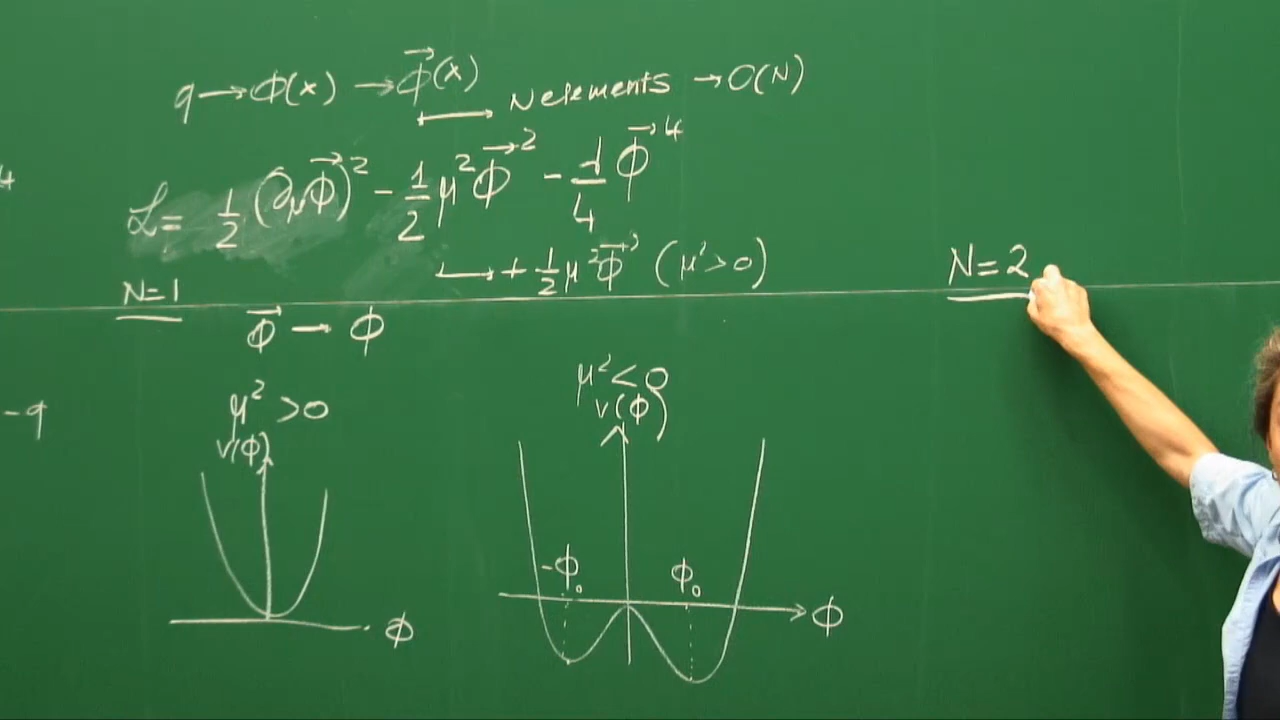 q → Φ(x) → Φ⃗(x) ⟼ N elements → O(N)
4
ℒ = 1/2 (∂μΦ⃗)² - 1/2 μ²Φ⃗² - λ/4 Φ⃗⁴
⟼ + 1/2 μ²Φ⃗² (μ²>0)
N=1
N=2
Φ⃗ → Φ
μ² > 0
μ² < 0
-q
V(Φ)
V(Φ)
-Φ₀
Φ₀
Φ
Φ